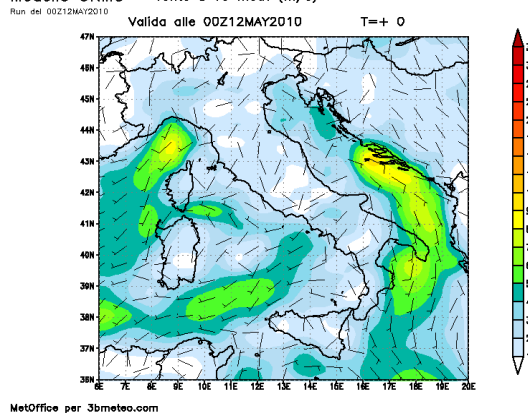 Run del 00Z12MAY2010
Valida alle 00Z12MAY2010 T=+ 0
47N
46N
45N
44N
43N
42N
41N
40N
39N
38N
37N
36N
6E 7E 8E 9E 10E 11E 12E 13E 14E 15E 16E 17E 18E 19E 20E
MetOffice per 3bmeteo.com